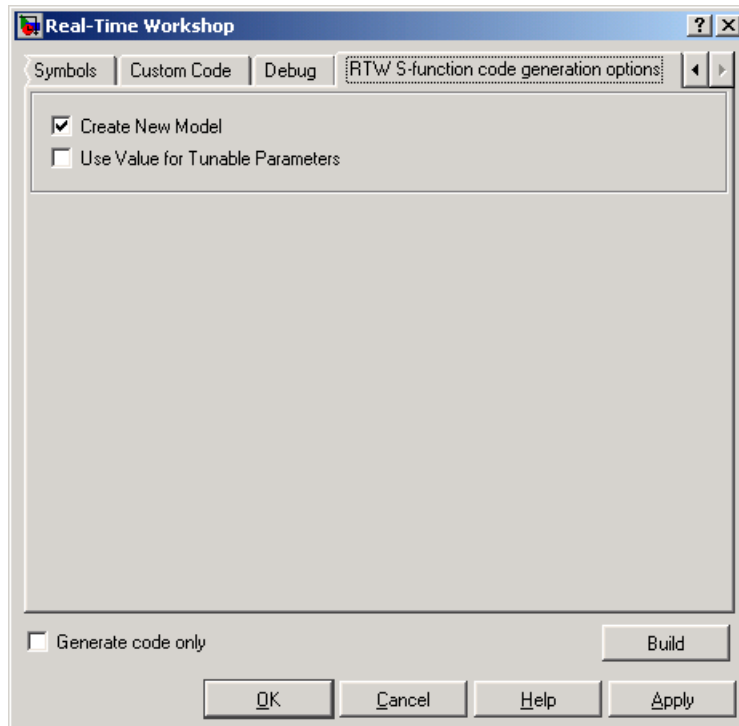 Real-Time Workshop
Symbols Custom Code Debug RTW S-function code generation options
Create New Model
Use Value for Tunable Parameters
Generate code only Build
OK Cancel Help Apply